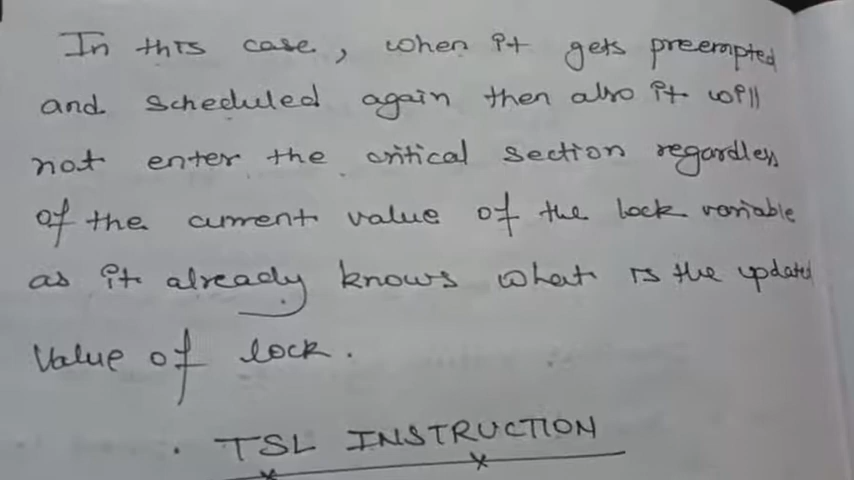 In this case, when it gets preempted
and scheduled again then also it will
not enter the critical section regardless
of the current value of the lock variable
as it already knows what is the updated
value of lock.
. TSL INSTRUCTION